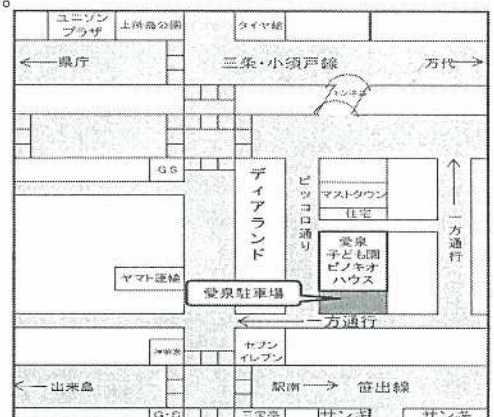 ユニゾン
プラザ
上所島公園
タイヤ館
←県庁
三条・小須戸線
万代→
GS
ディアランド
ピッコロ通り
マストタウン
住宅
愛泉
子ども園
ピノキオ
ハウス
一方通行
ヤマト運輸
愛泉駐車場
←一方通行
セブン
イレブン
←出来島
駅南→
笹出線
G・S